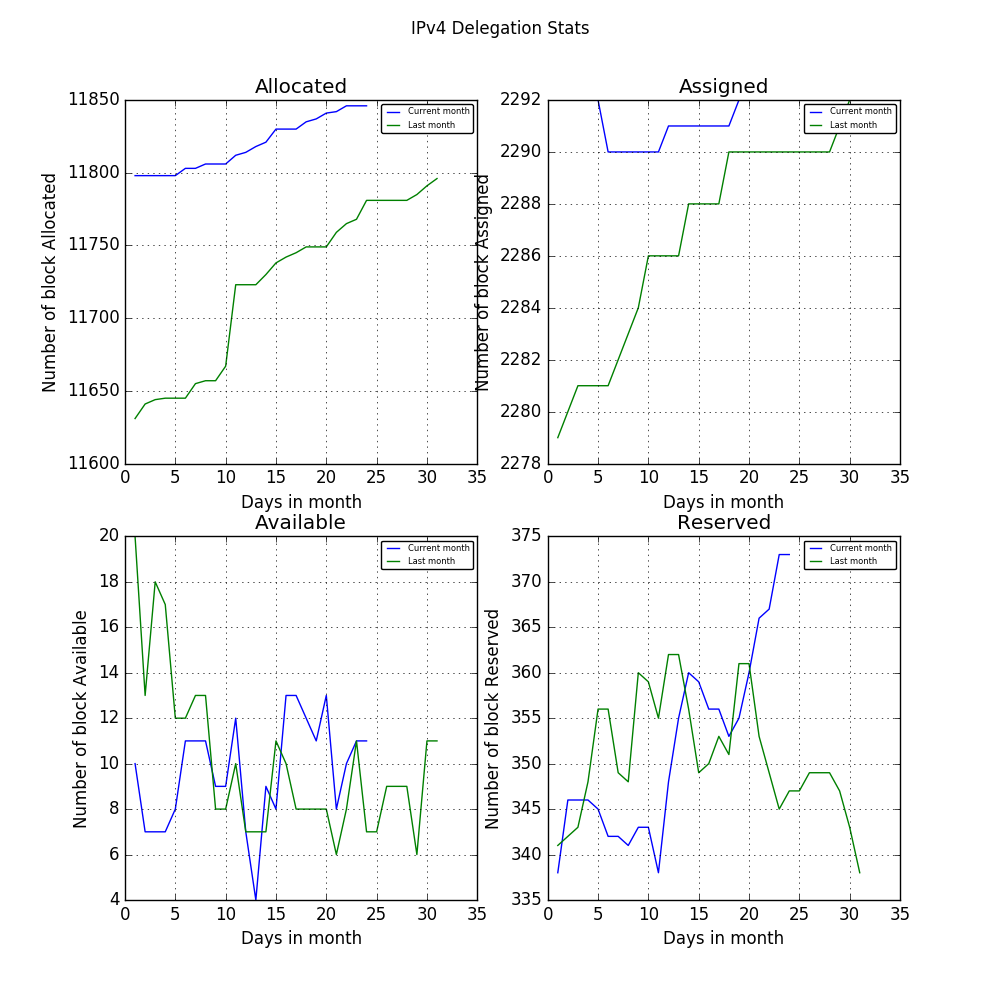 IPv4 Delegation Stats
Allocated
Number of block Allocated
11850
11800
11750
11700
11650
11600
Current month
Last month
0 5 10 15 20 25 30 35
Days in month
Assigned
Number of block Assigned
2292
2290
2288
2286
2284
2282
2280
2278
Current month
Last month
0 5 10 15 20 25 30 35
Days in month
Available
Number of block Available
20
18
16
14
12
10
8
6
4
Current month
Last month
0 5 10 15 20 25 30 35
Days in month
Reserved
Number of block Reserved
375
370
365
360
355
350
345
340
335
Current month
Last month
0 5 10 15 20 25 30 35
Days in month